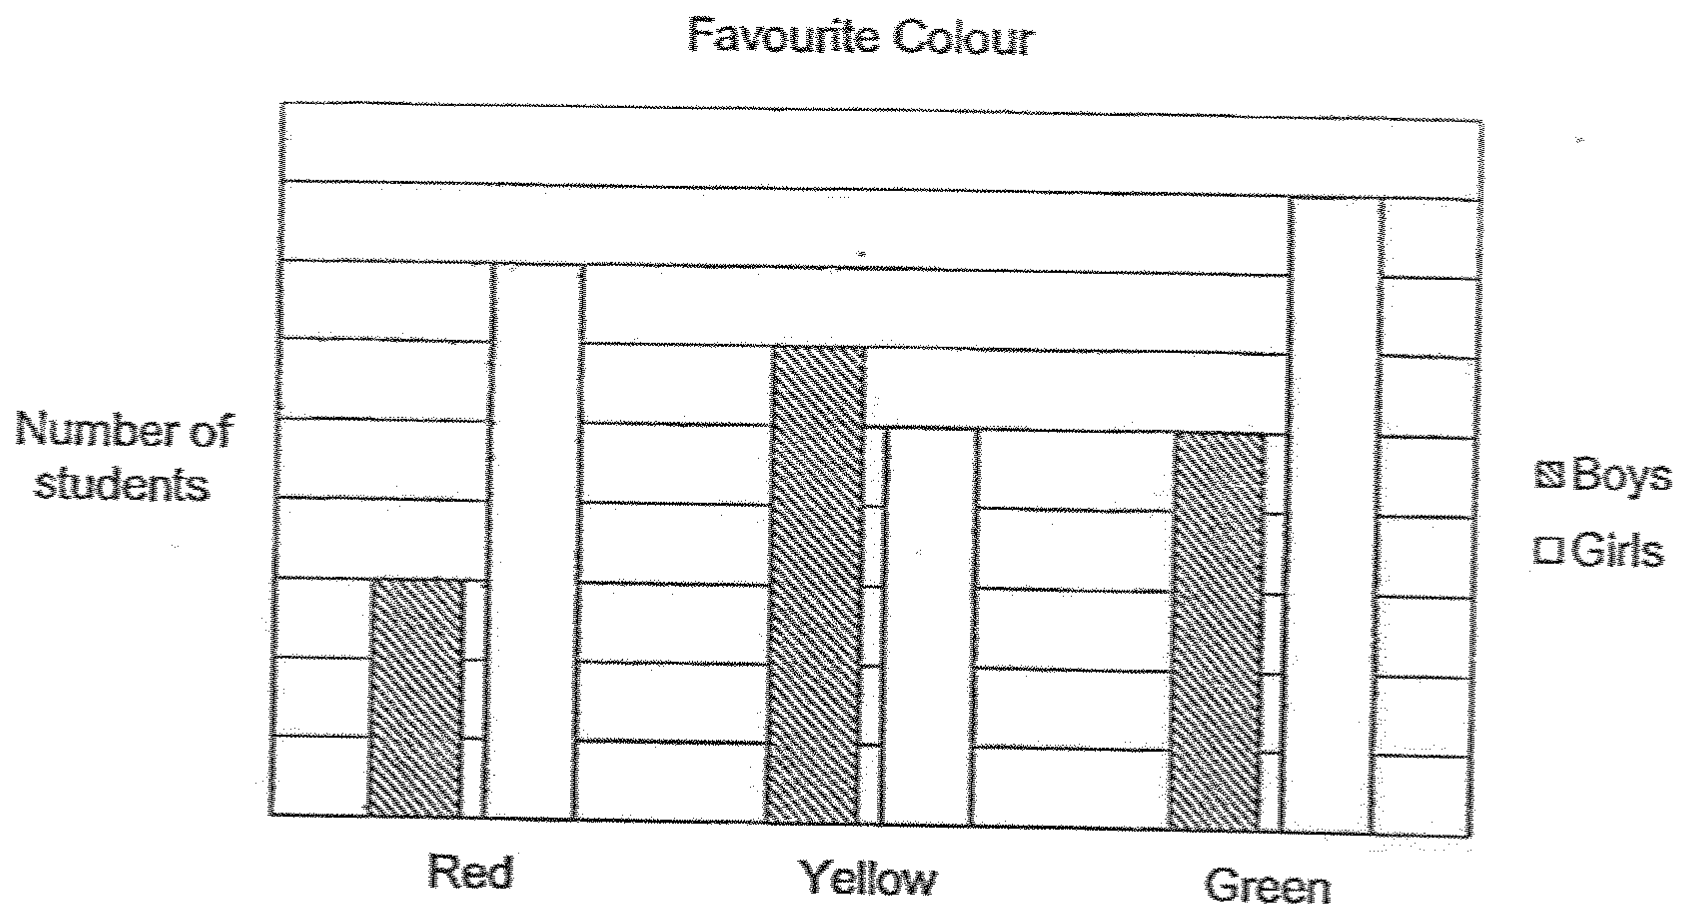 Favourite Colour
Number of
students
Boys
Girls
Red
Yellow
Green